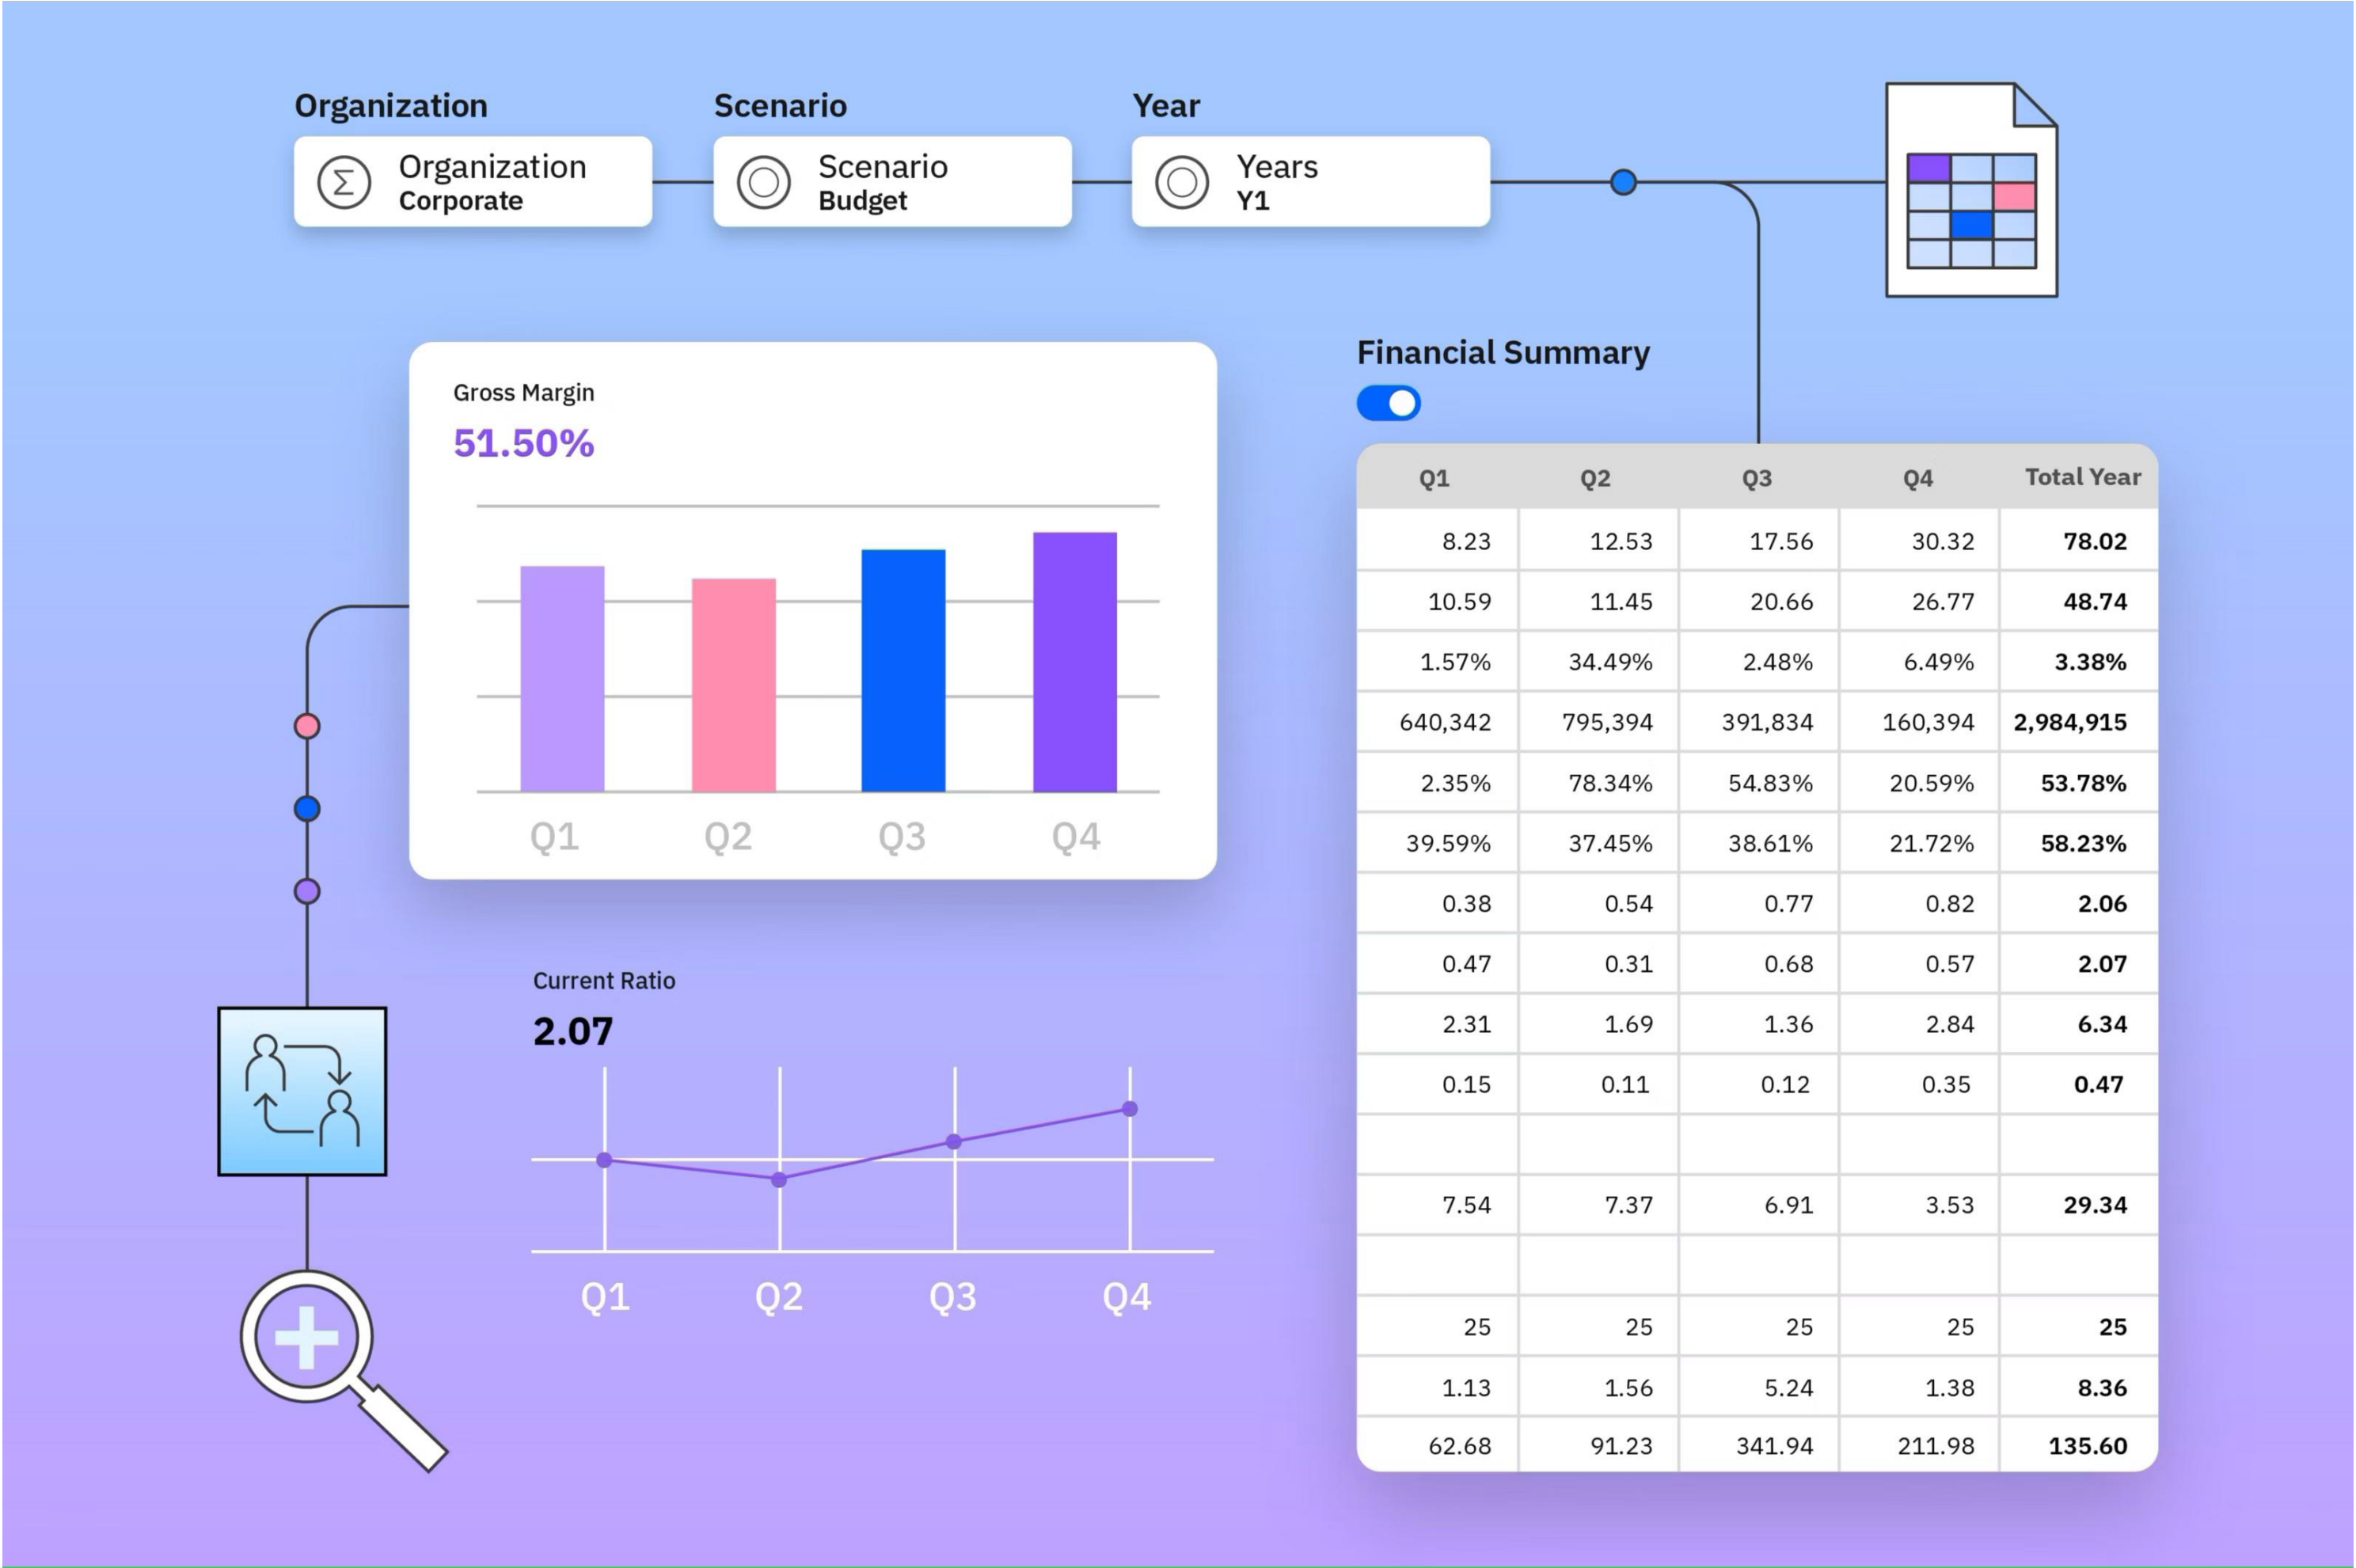 Organization
Scenario
Year
Organization
Corporate
Scenario
Budget
Years
Y1
Gross Margin
51.50%
Q1 Q2 Q3 Q4
Current Ratio
2.07
Q1 Q2 Q3 Q4
Financial Summary
Q1 Q2 Q3 Q4 Total Year
8.23 12.53 17.56 30.32 78.02
10.59 11.45 20.66 26.77 48.74
1.57% 34.49% 2.48% 6.49% 3.38%
640,342 795,394 391,834 160,394 2,984,915
2.35% 78.34% 54.83% 20.59% 53.78%
39.59% 37.45% 38.61% 21.72% 58.23%
0.38 0.54 0.77 0.82 2.06
0.47 0.31 0.68 0.57 2.07
2.31 1.69 1.36 2.84 6.34
0.15 0.11 0.12 0.35 0.47
7.54 7.37 6.91 3.53 29.34
25 25 25 25 25
1.13 1.56 5.24 1.38 8.36
62.68 91.23 341.94 211.98 135.60